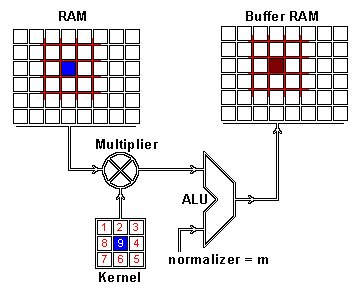 RAM
Buffer RAM
Multiplier
ALU
1 2 3
8 9 4
7 6 5
normalizer = m
Kernel